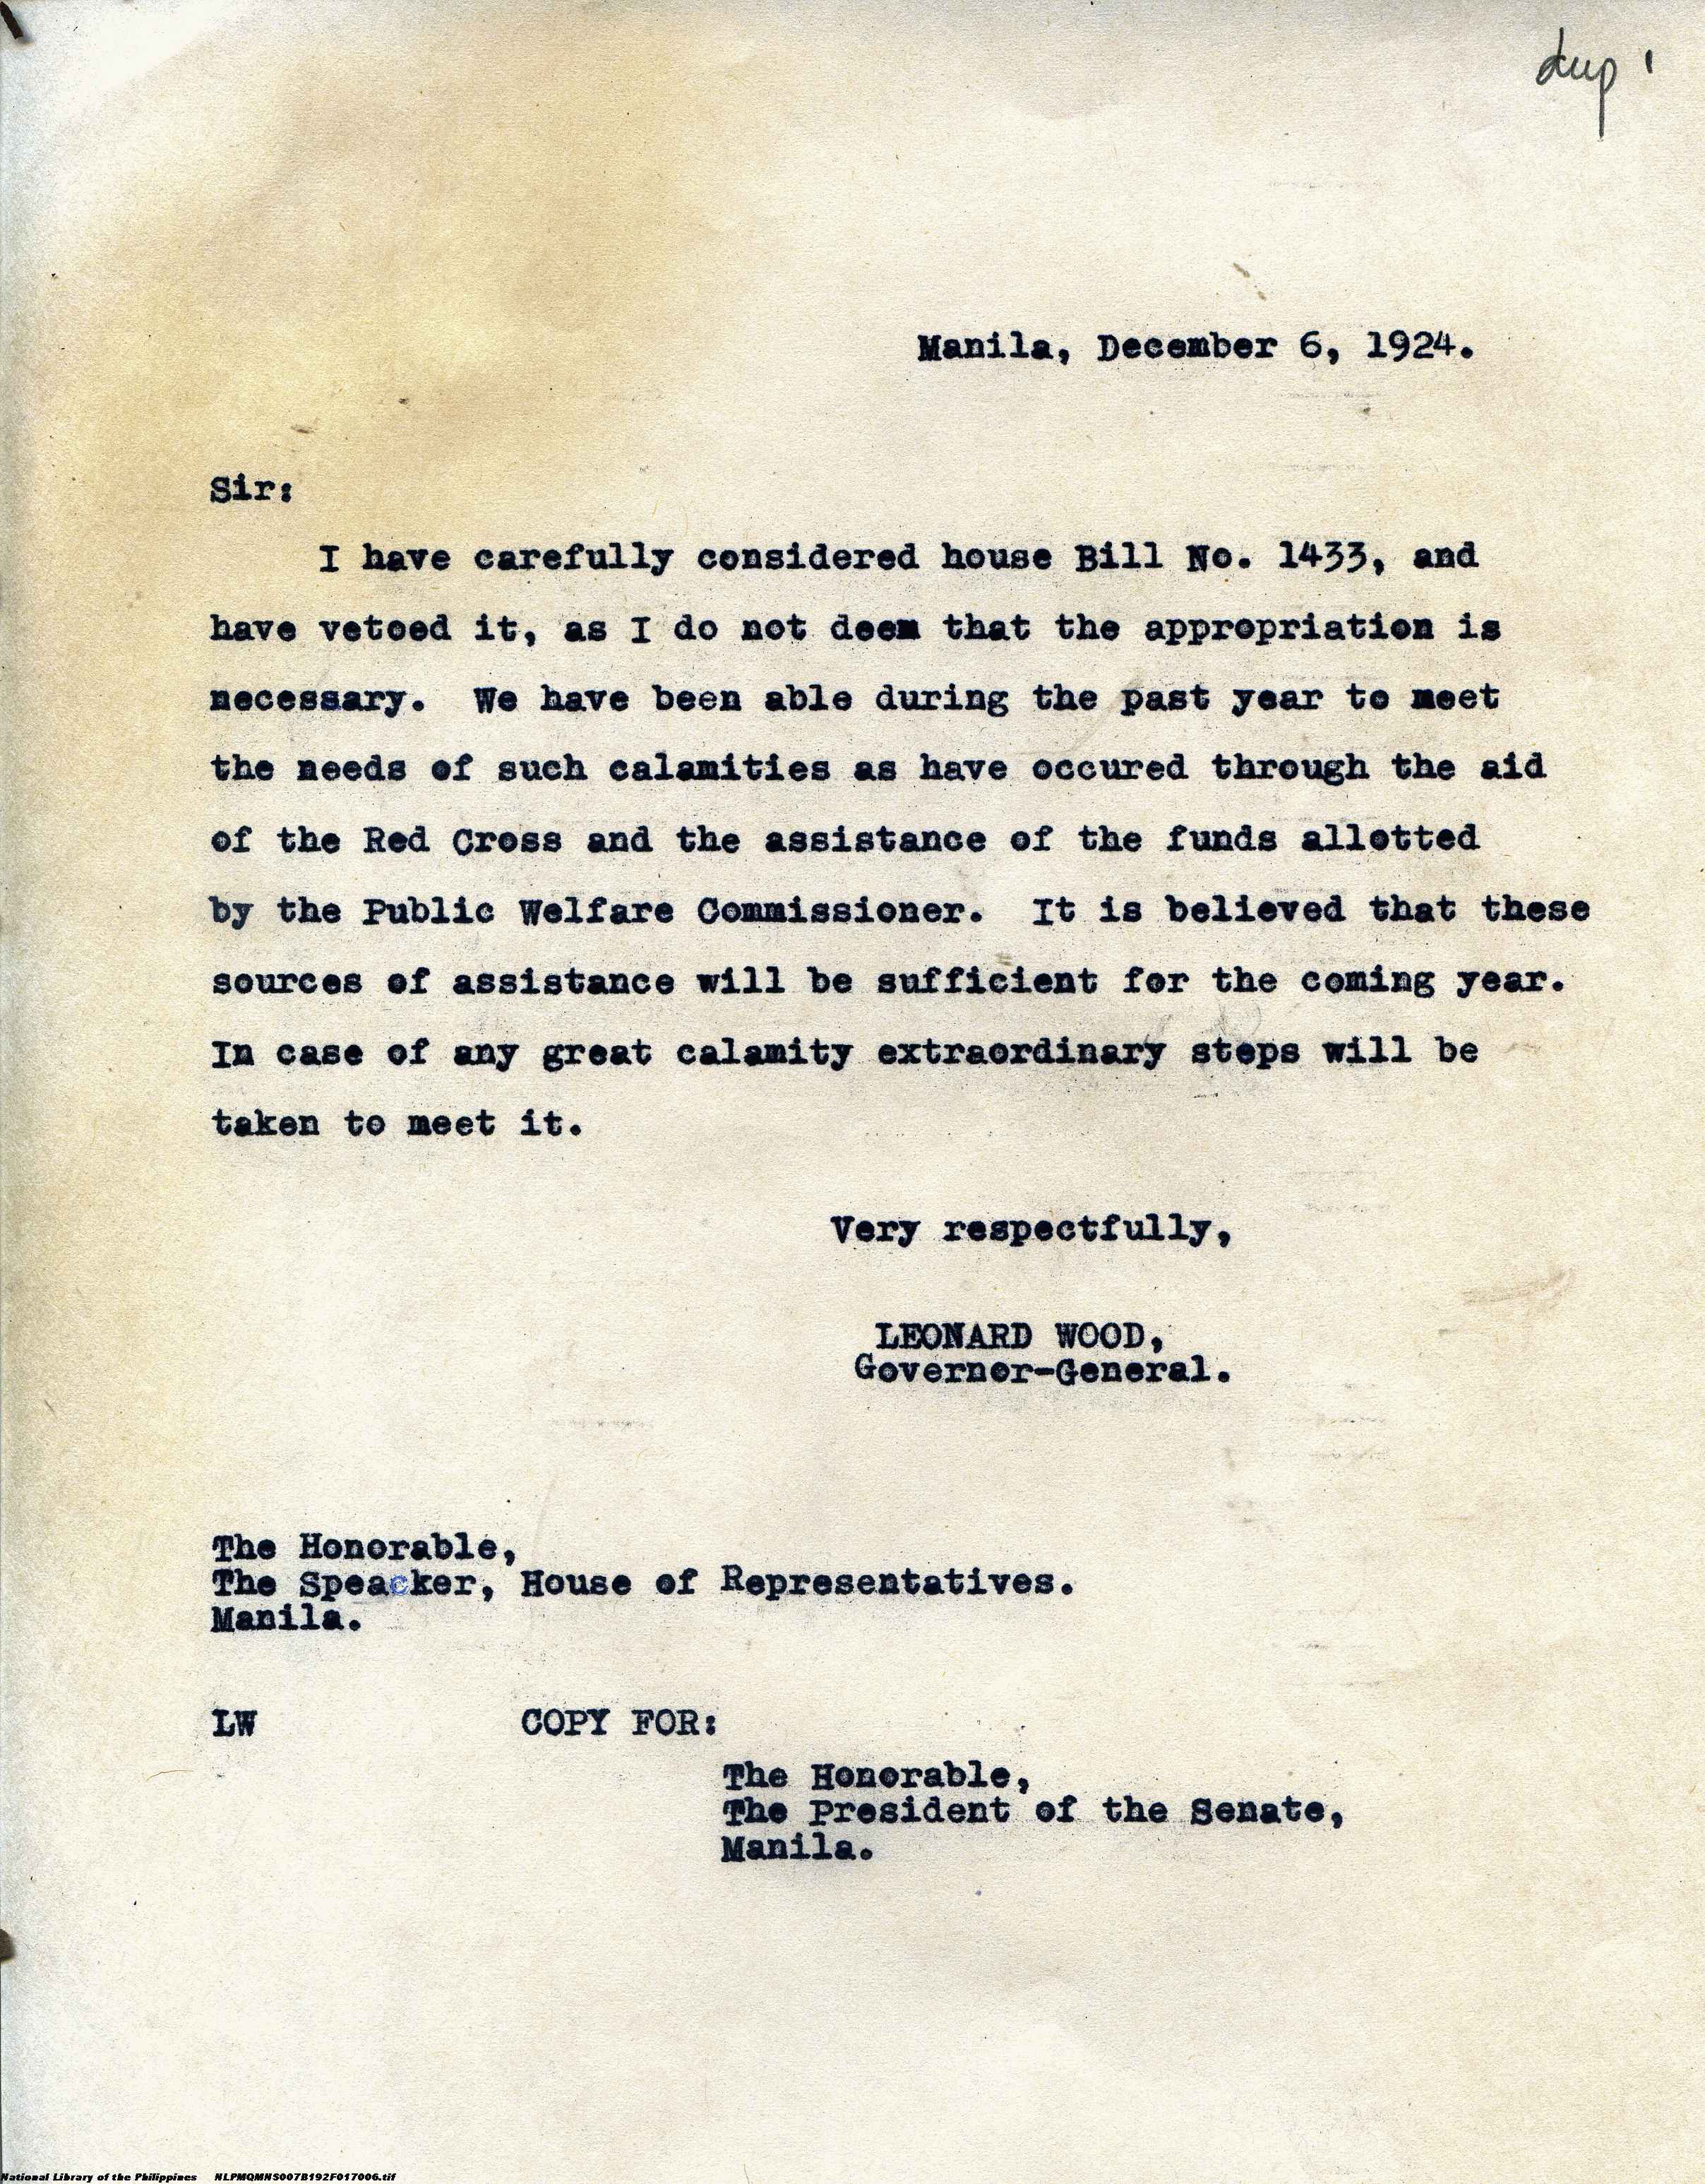 dup
Manila, December 6, 1924.
Sir:
I have carefully considered house Bill No. 1433, and
have vetoed it, as I do not deem that the appropriation is
necessary. We have been able during the past year to meet
the needs of such calamities as have occured through the aid
of the Red Cross and the assistance of the funds allotted
by the Public Welfare Commissioner. It is believed that these
sources of assistance will be sufficient for the coming year.
In case of any great calamity extraordinary steps will be
taken to meet it.
Very respectfully,
LEONARD WOOD,
Governor-General.
The Honorable,
The Speacker, House of Representatives.
Manila.
LW COPY FOR:
The Honorable,
The President of the Senate,
Manila.
National Library of the Philippines NLPMQMNS007B192F017006.tif